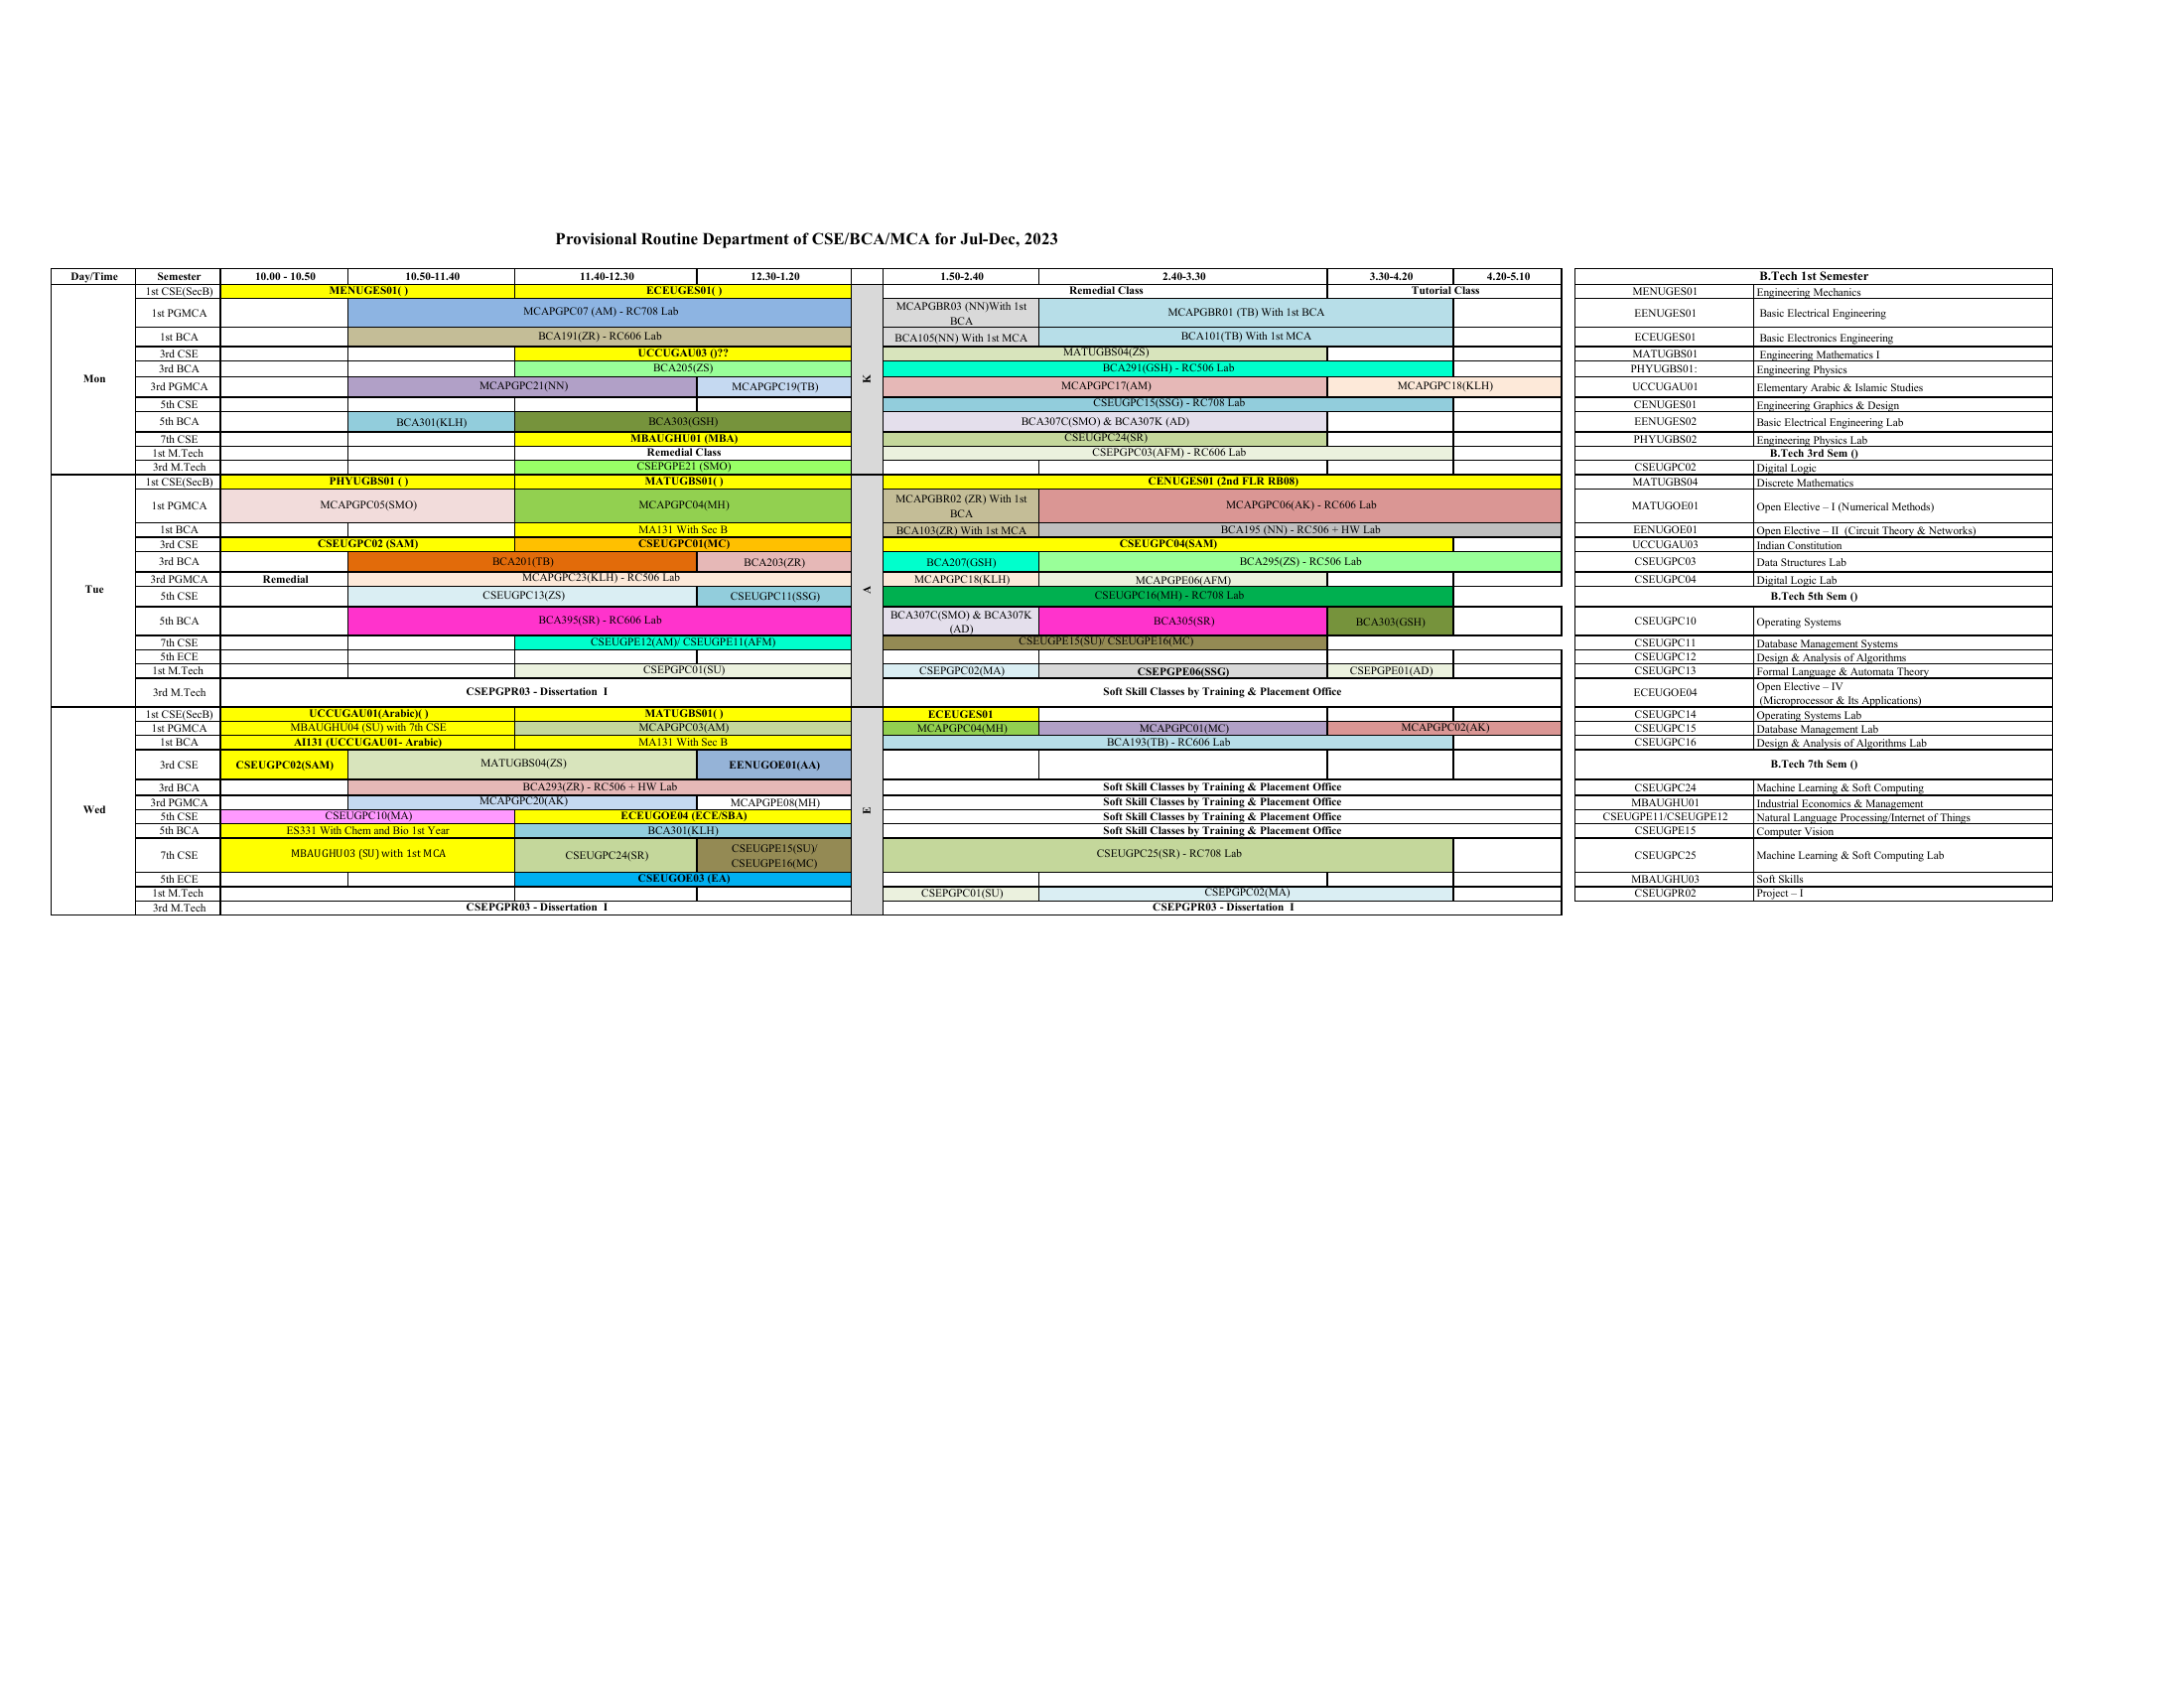 Provisional Routine Department of CSE/BCA/MCA for Jul-Dec, 2023
Day/Time Semester 10.00 - 10.50 10.50-11.40 11.40-12.30 12.30-1.20 1.50-2.40 2.40-3.30 3.30-4.20 4.20-5.10
Mon
1st CSE(SecB) MENUGES01( ) ECEUGES01( ) Remedial Class Tutorial Class
1st PGMCA MCAPGPC07 (AM) - RC708 Lab MCAPGBR03 (NN)With 1st
BCA MCAPGBR01 (TB) With 1st BCA
1st BCA BCA191(ZR) - RC606 Lab BCA105(NN) With 1st MCA BCA101(TB) With 1st MCA
3rd CSE UCCUGAU03 ()?? MATUGBS04(ZS)
3rd BCA BCA205(ZS) BCA291(GSH) - RC506 Lab
3rd PGMCA MCAPGPC21(NN) MCAPGPC19(TB) K MCAPGPC17(AM) MCAPGPC18(KLH)
5th CSE CSEUGPC15(SSG) - RC708 Lab
5th BCA BCA301(KLH) BCA303(GSH) BCA307C(SMO) & BCA307K (AD)
7th CSE MBAUGHU01 (MBA) CSEUGPC24(SR)
1st M.Tech Remedial Class CSEPGPC03(AFM) - RC606 Lab
3rd M.Tech CSEPGPE21 (SMO)
Tue
1st CSE(SecB) PHYUGBS01 ( ) MATUGBS01( ) CENUGES01 (2nd FLR RB08)
1st PGMCA MCAPGPC05(SMO) MCAPGPC04(MH) MCAPGBR02 (ZR) With 1st
BCA MCAPGPC06(AK) - RC606 Lab
1st BCA MA131 With Sec B BCA103(ZR) With 1st MCA BCA195 (NN) - RC506 + HW Lab
3rd CSE CSEUGPC02 (SAM) CSEUGPC01(MC) CSEUGPC04(SAM)
3rd BCA BCA201(TB) BCA203(ZR) BCA207(GSH) BCA295(ZS) - RC506 Lab
3rd PGMCA Remedial MCAPGPC23(KLH) - RC506 Lab MCAPGPC18(KLH) MCAPGPE06(AFM)
5th CSE CSEUGPC13(ZS) CSEUGPC11(SSG) A CSEUGPC16(MH) - RC708 Lab
5th BCA BCA395(SR) - RC606 Lab BCA307C(SMO) & BCA307K
(AD) BCA305(SR) BCA303(GSH)
7th CSE CSEUGPE12(AM)/ CSEUGPE11(AFM) CSEUGPE15(SU)/ CSEUGPE16(MC)
5th ECE
1st M.Tech CSEPGPC01(SU) CSEPGPC02(MA) CSEPGPE06(SSG) CSEPGPE01(AD)
3rd M.Tech CSEPGPR03 - Dissertation I Soft Skill Classes by Training & Placement Office
Wed
1st CSE(SecB) UCCUGAU01(Arabic)( ) MATUGBS01( ) ECEUGES01
1st PGMCA MBAUGHU04 (SU) with 7th CSE MCAPGPC03(AM) MCAPGPC04(MH) MCAPGPC01(MC) MCAPGPC02(AK)
1st BCA AI131 (UCCUGAU01- Arabic) MA131 With Sec B BCA193(TB) - RC606 Lab
3rd CSE CSEUGPC02(SAM) MATUGBS04(ZS) EENUGOE01(AA)
3rd BCA BCA293(ZR) - RC506 + HW Lab Soft Skill Classes by Training & Placement Office
3rd PGMCA MCAPGPC20(AK) MCAPGPE08(MH) E Soft Skill Classes by Training & Placement Office
5th CSE CSEUGPC10(MA) ECEUGOE04 (ECE/SBA) Soft Skill Classes by Training & Placement Office
5th BCA ES331 With Chem and Bio 1st Year BCA301(KLH) Soft Skill Classes by Training & Placement Office
7th CSE MBAUGHU03 (SU) with 1st MCA CSEUGPC24(SR) CSEUGPE15(SU)/
CSEUGPE16(MC) CSEUGPC25(SR) - RC708 Lab
5th ECE CSEUGOE03 (EA)
1st M.Tech CSEPGPC01(SU) CSEPGPC02(MA)
3rd M.Tech CSEPGPR03 - Dissertation I CSEPGPR03 - Dissertation I
B.Tech 1st Semester
MENUGES01 Engineering Mechanics
EENUGES01 Basic Electrical Engineering
ECEUGES01 Basic Electronics Engineering
MATUGBS01 Engineering Mathematics I
PHYUGBS01: Engineering Physics
UCCUGAU01 Elementary Arabic & Islamic Studies
CENUGES01 Engineering Graphics & Design
EENUGES02 Basic Electrical Engineering Lab
PHYUGBS02 Engineering Physics Lab
B.Tech 3rd Sem ()
CSEUGPC02 Digital Logic
MATUGBS04 Discrete Mathematics
MATUGOE01 Open Elective – I (Numerical Methods)
EENUGOE01 Open Elective – II (Circuit Theory & Networks)
UCCUGAU03 Indian Constitution
CSEUGPC03 Data Structures Lab
CSEUGPC04 Digital Logic Lab
B.Tech 5th Sem ()
CSEUGPC10 Operating Systems
CSEUGPC11 Database Management Systems
CSEUGPC12 Design & Analysis of Algorithms
CSEUGPC13 Formal Language & Automata Theory
ECEUGOE04 Open Elective – IV
(Microprocessor & Its Applications)
CSEUGPC14 Operating Systems Lab
CSEUGPC15 Database Management Lab
CSEUGPC16 Design & Analysis of Algorithms Lab
B.Tech 7th Sem ()
CSEUGPC24 Machine Learning & Soft Computing
MBAUGHU01 Industrial Economics & Management
CSEUGPE11/CSEUGPE12 Natural Language Processing/Internet of Things
CSEUGPE15 Computer Vision
CSEUGPC25 Machine Learning & Soft Computing Lab
MBAUGHU03 Soft Skills
CSEUGPR02 Project – I